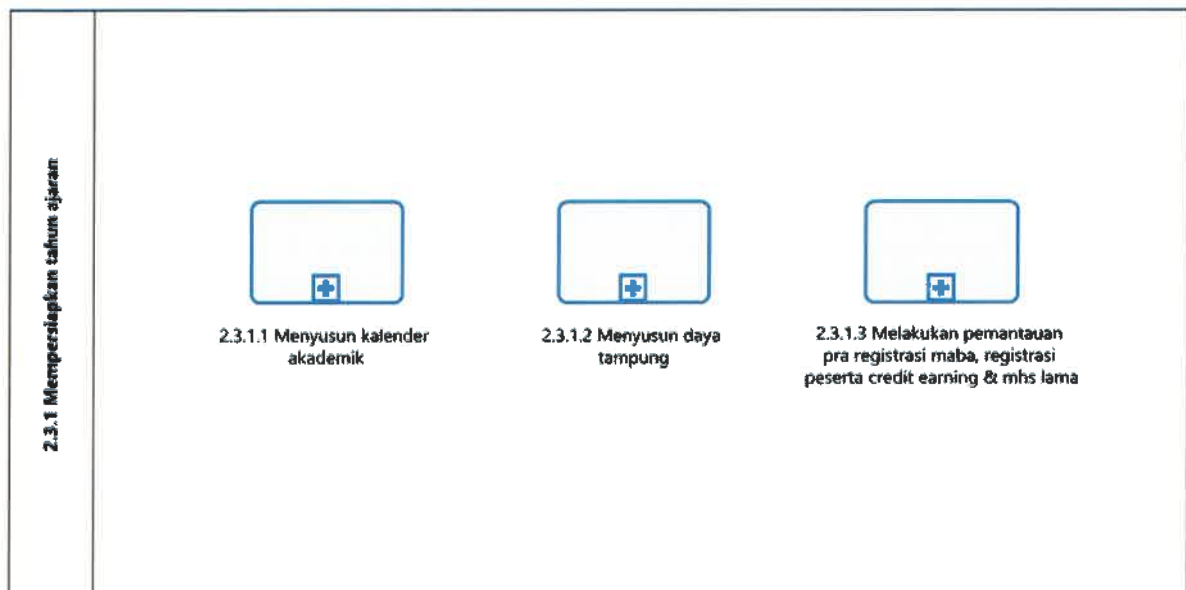 2.3.1 Mempersiapkan tahun ajaran
2.3.1.1 Menyusun kalender
akademik
2.3.1.2 Menyusun daya
tampung
2.3.1.3 Melakukan pemantauan
pra registrasi maba, registrasi
peserta credit earning & mhs lama